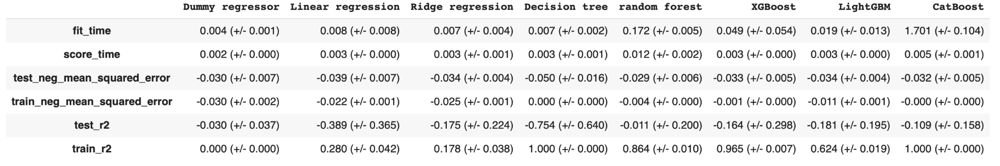 Dummy regressor Linear regression Ridge regression Decision tree random forest XGBoost LightGBM CatBoost
fit_time 0.004 (+/- 0.001) 0.008 (+/- 0.008) 0.007 (+/- 0.004) 0.007 (+/- 0.002) 0.172 (+/- 0.005) 0.049 (+/- 0.054) 0.019 (+/- 0.013) 1.701 (+/- 0.104)
score_time 0.002 (+/- 0.000) 0.003 (+/- 0.000) 0.003 (+/- 0.001) 0.003 (+/- 0.001) 0.012 (+/- 0.002) 0.003 (+/- 0.000) 0.003 (+/- 0.000) 0.005 (+/- 0.001)
test_neg_mean_squared_error -0.030 (+/- 0.007) -0.039 (+/- 0.007) -0.034 (+/- 0.004) -0.050 (+/- 0.016) -0.029 (+/- 0.006) -0.033 (+/- 0.005) -0.034 (+/- 0.004) -0.032 (+/- 0.005)
train_neg_mean_squared_error -0.030 (+/- 0.002) -0.022 (+/- 0.001) -0.025 (+/- 0.001) 0.000 (+/- 0.000) -0.004 (+/- 0.000) -0.001 (+/- 0.000) -0.011 (+/- 0.001) -0.000 (+/- 0.000)
test_r2 -0.030 (+/- 0.037) -0.389 (+/- 0.365) -0.175 (+/- 0.224) -0.754 (+/- 0.640) -0.011 (+/- 0.200) -0.164 (+/- 0.298) -0.181 (+/- 0.195) -0.109 (+/- 0.158)
train_r2 0.000 (+/- 0.000) 0.280 (+/- 0.042) 0.178 (+/- 0.038) 1.000 (+/- 0.000) 0.864 (+/- 0.010) 0.965 (+/- 0.007) 0.624 (+/- 0.019) 1.000 (+/- 0.000)